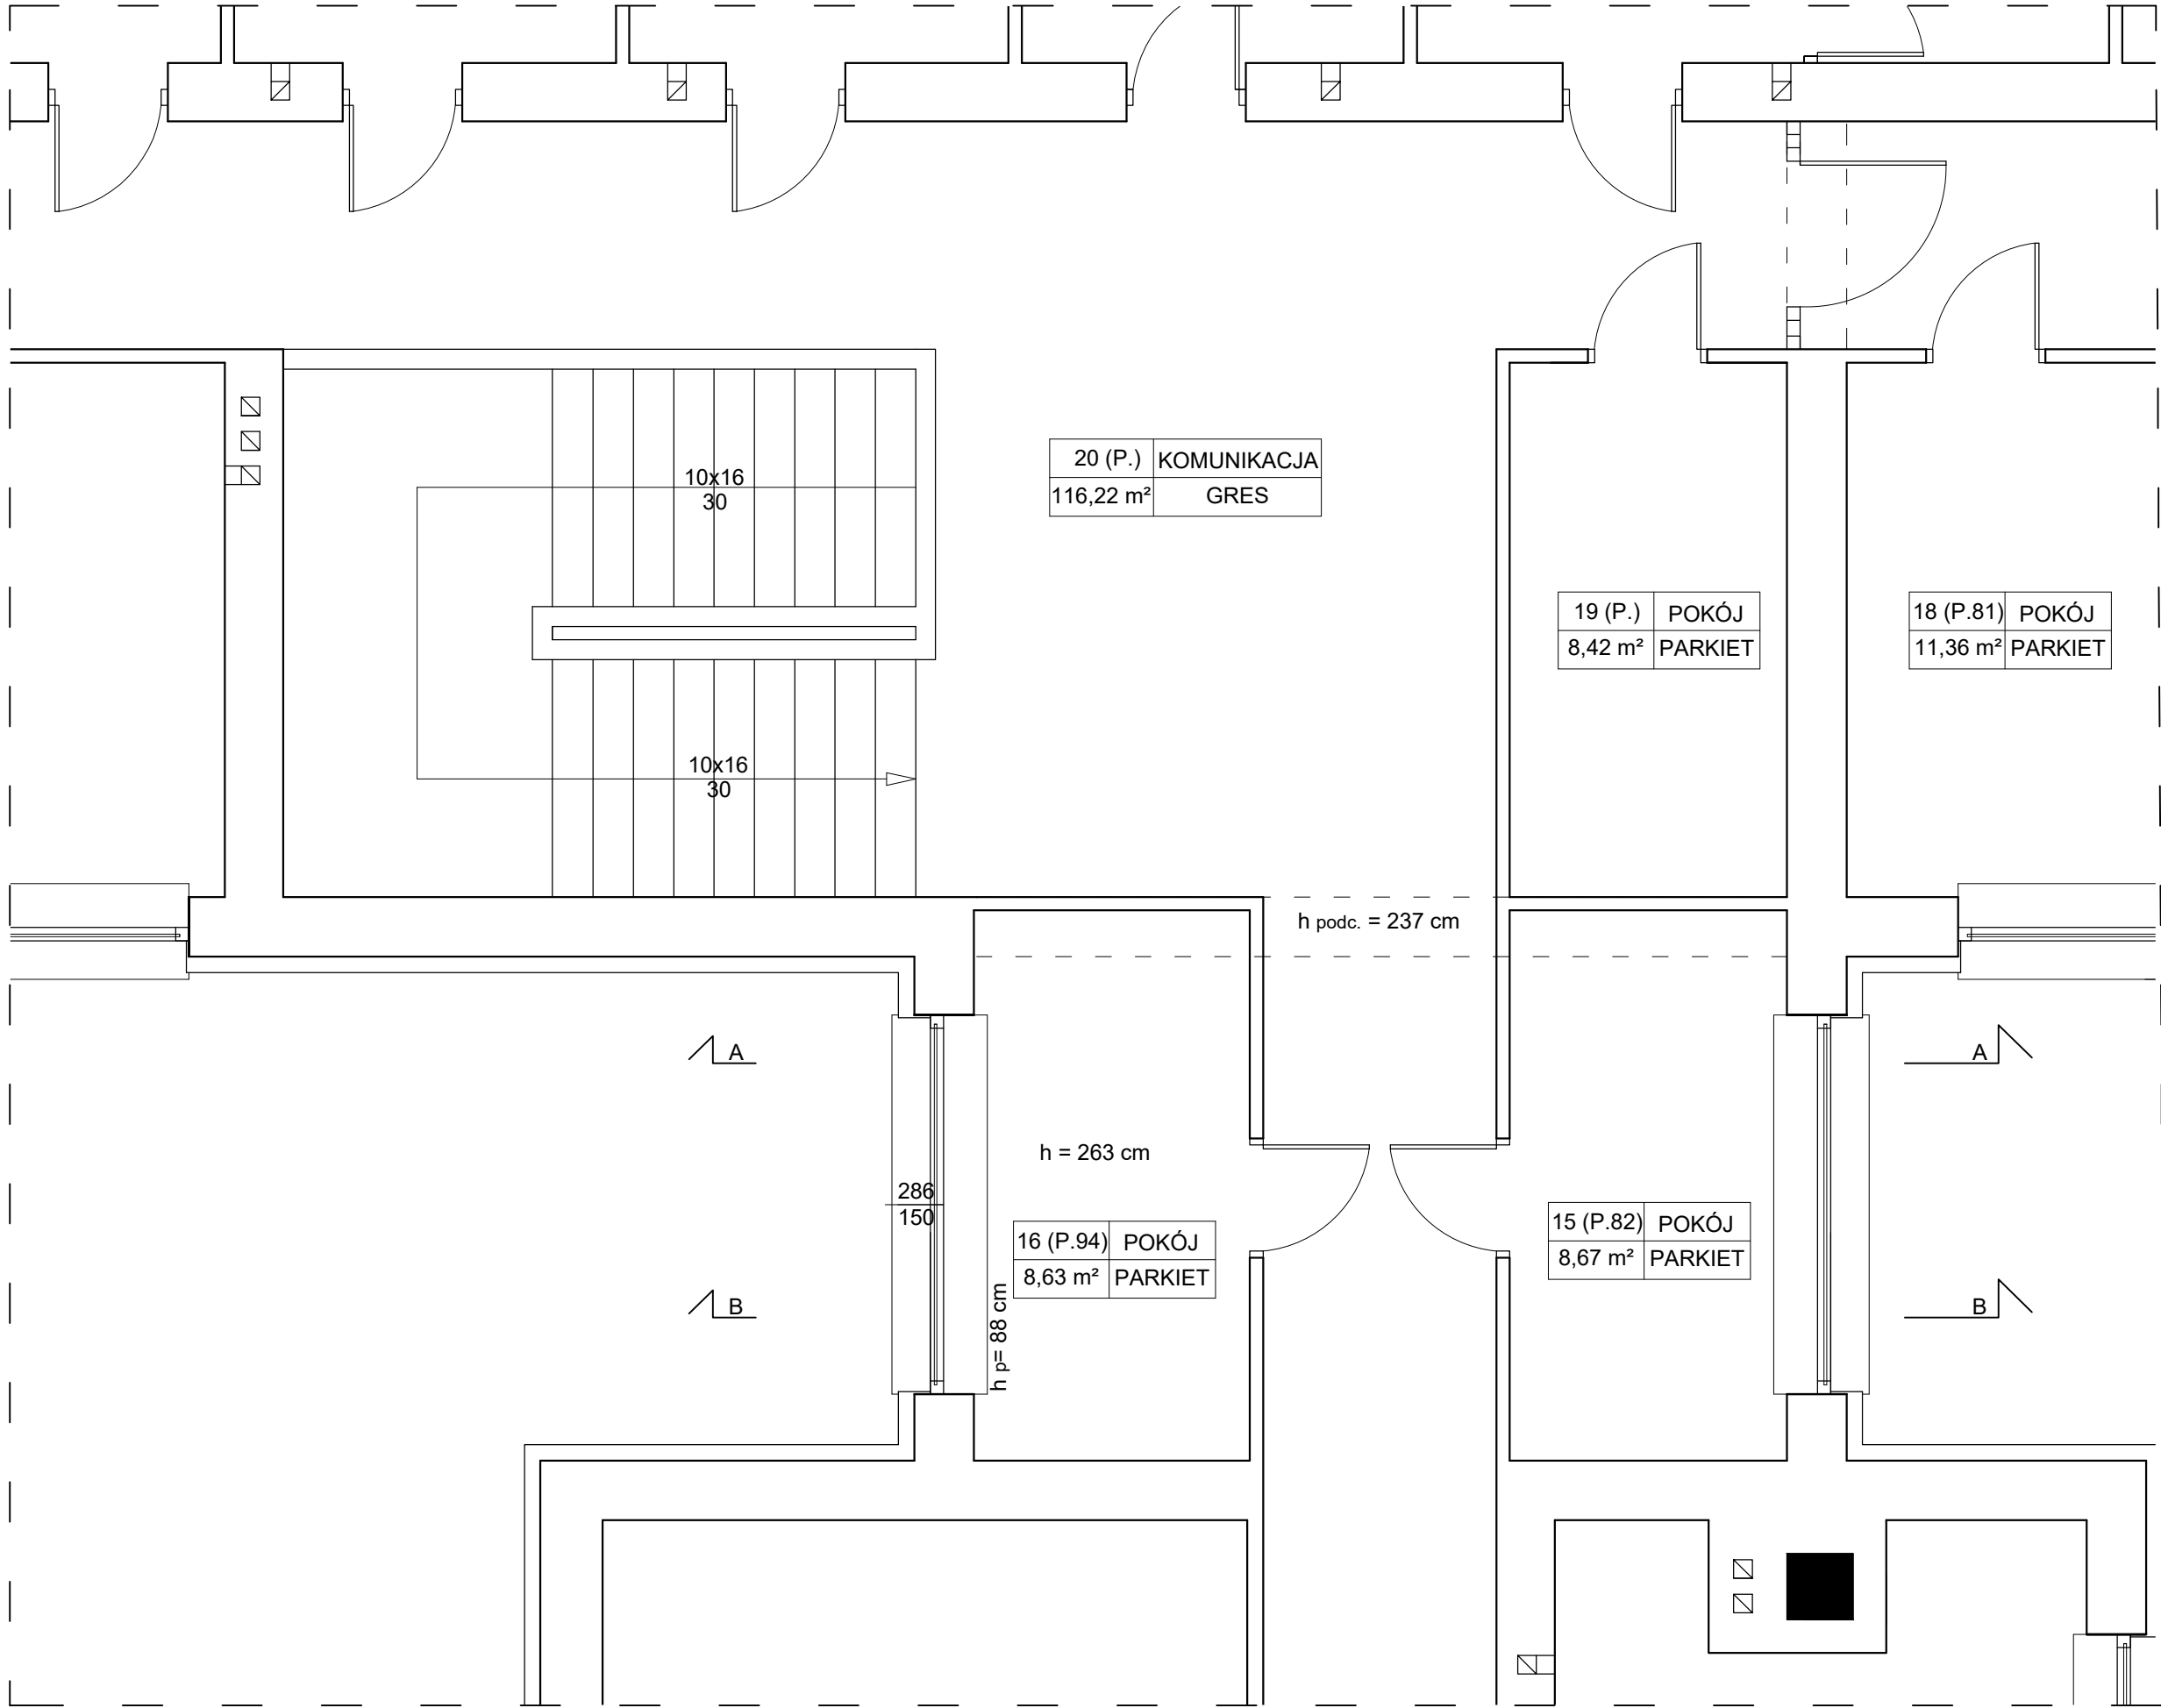 10x16
30
20 (P.) KOMUNIKACJA
116,22 m² GRES
19 (P.) POKÓJ
8,42 m² PARKIET
18 (P.81) POKÓJ
11,36 m² PARKIET
10x16
30
h podc. = 237 cm
A
A
h = 263 cm
286
150
16 (P.94) POKÓJ
8,63 m² PARKIET
15 (P.82) POKÓJ
8,67 m² PARKIET
h p= 88 cm
B
B